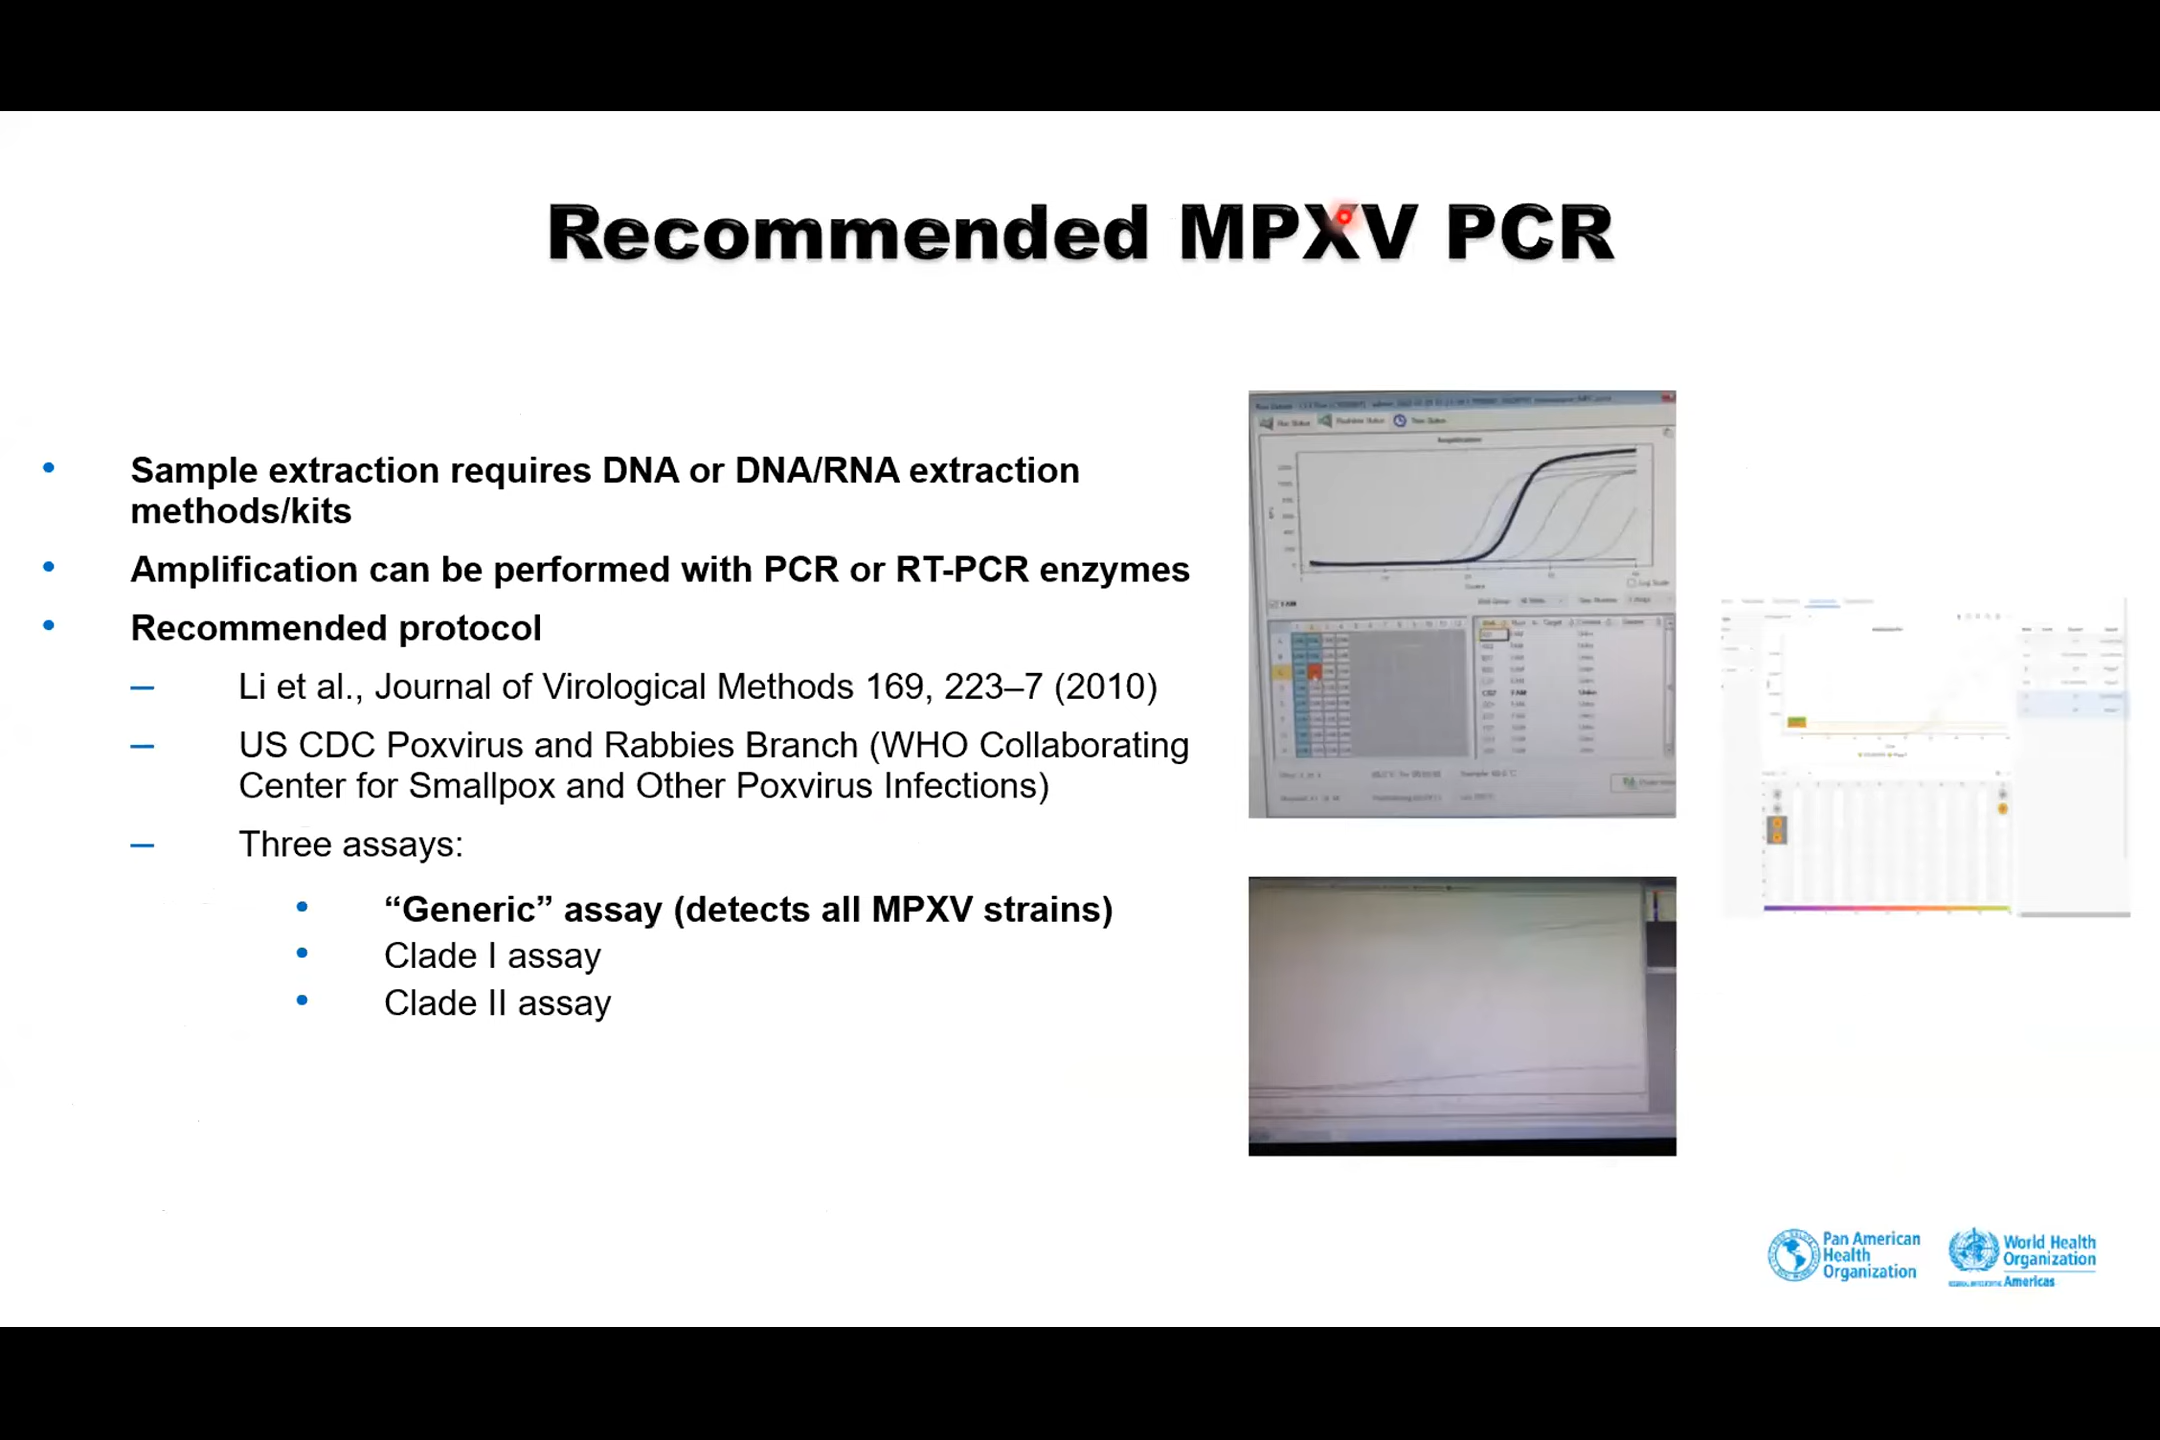 Recommended MPXV PCR
Sample extraction requires DNA or DNA/RNA extraction
methods/kits
Amplification can be performed with PCR or RT-PCR enzymes
Recommended protocol
Li et al., Journal of Virological Methods 169, 223–7 (2010)
US CDC Poxvirus and Rabbies Branch (WHO Collaborating
Center for Smallpox and Other Poxvirus Infections)
Three assays:
“Generic” assay (detects all MPXV strains)
Clade I assay
Clade II assay
Amplification
Pan American
Health
Organization
World Health
Organization
Americas